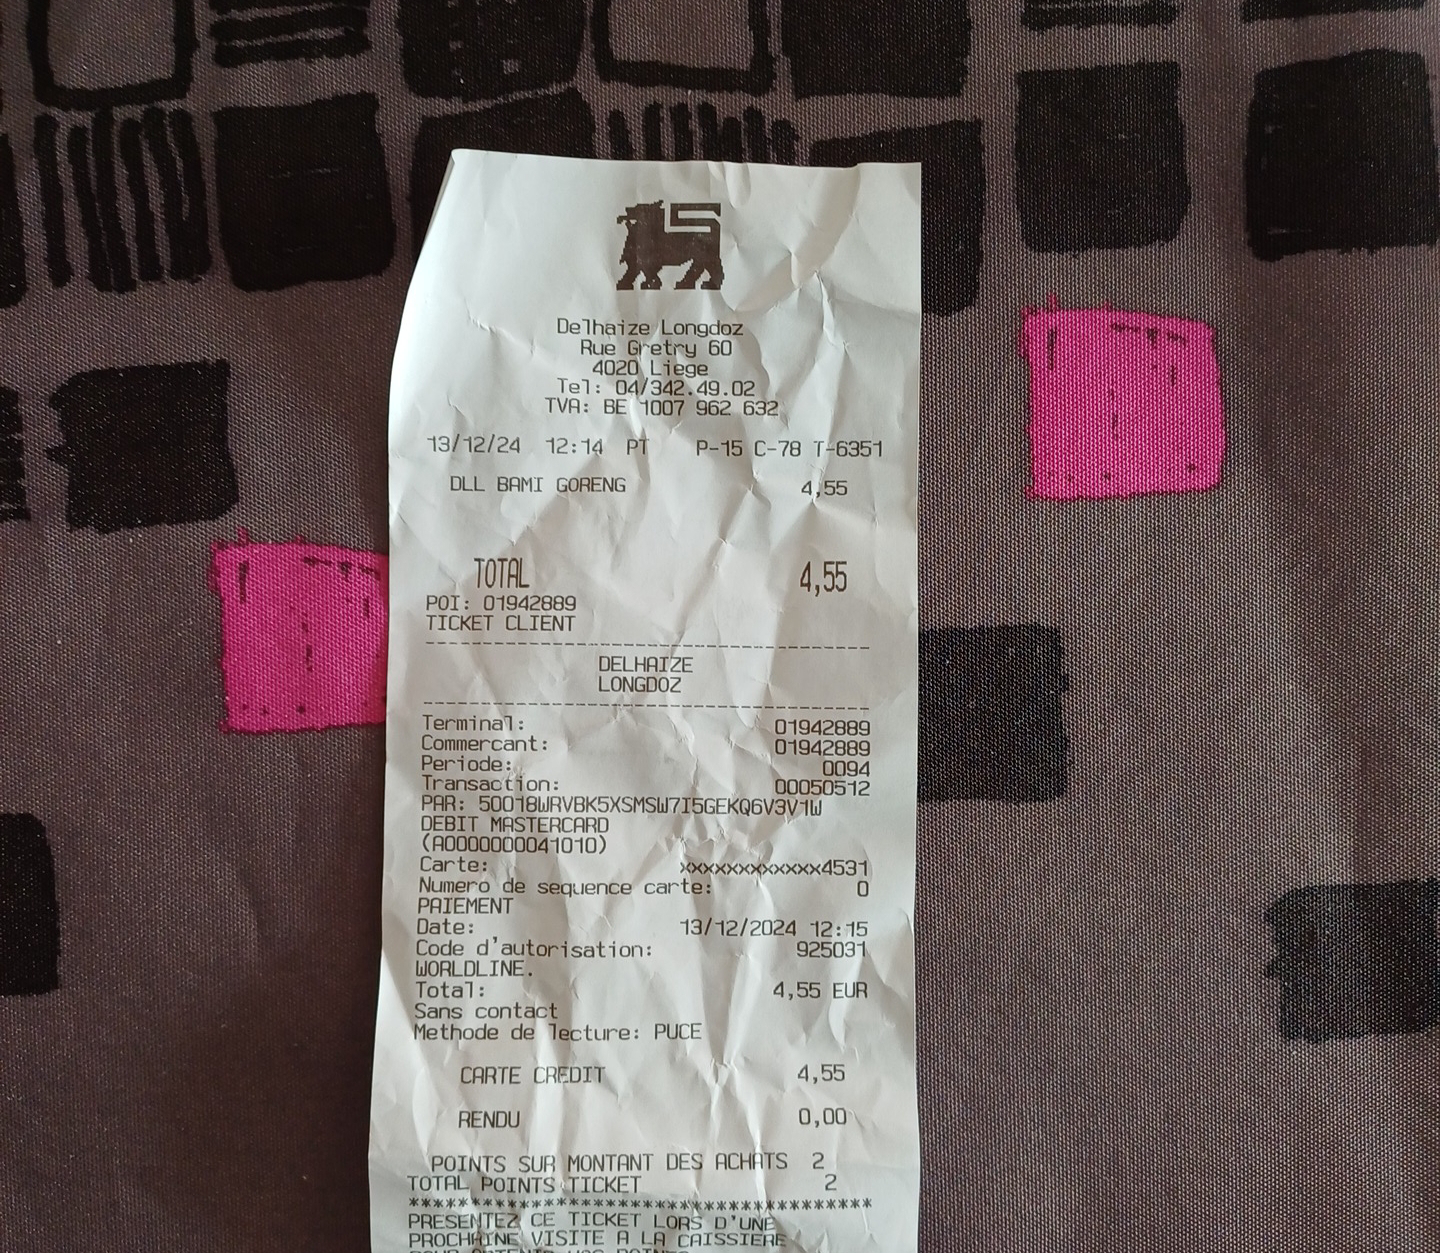 Delhaize Longdoz
Rue Gretry 60
4020 Liege
Tel: 04/342.49.02
TVA: BE 1007 962 632
13/12/24 12:14 PT P-15 C-78 T-6351
DLL BAMI GORENG 4,55
TOTAL 4,55
POI: 01942889
TICKET CLIENT
--------------------------------------------
DELHAIZE
LONGDOZ
--------------------------------------------
Terminal: 01942889
Commercant: 01942889
Periode: 0094
Transaction: 00050512
PAR: 50018WRVBK5XSMSW7I5GEKQ6V3V1W
DEBIT MASTERCARD
(A0000000041010)
Carte: xxxxxxxxxxxx4531
Numero de sequence carte: 0
PAIEMENT
Date: 13/12/2024 12:15
Code d'autorisation: 925031
WORLDLINE.
Total: 4,55 EUR
Sans contact
Methode de lecture: PUCE
CARTE CREDIT 4,55
RENDU 0,00
POINTS SUR MONTANT DES ACHATS 2
TOTAL POINTS TICKET 2
********************************************
PRESENTEZ CE TICKET LORS D'UNE
PROCHAINE VISITE A LA CAISSIERE